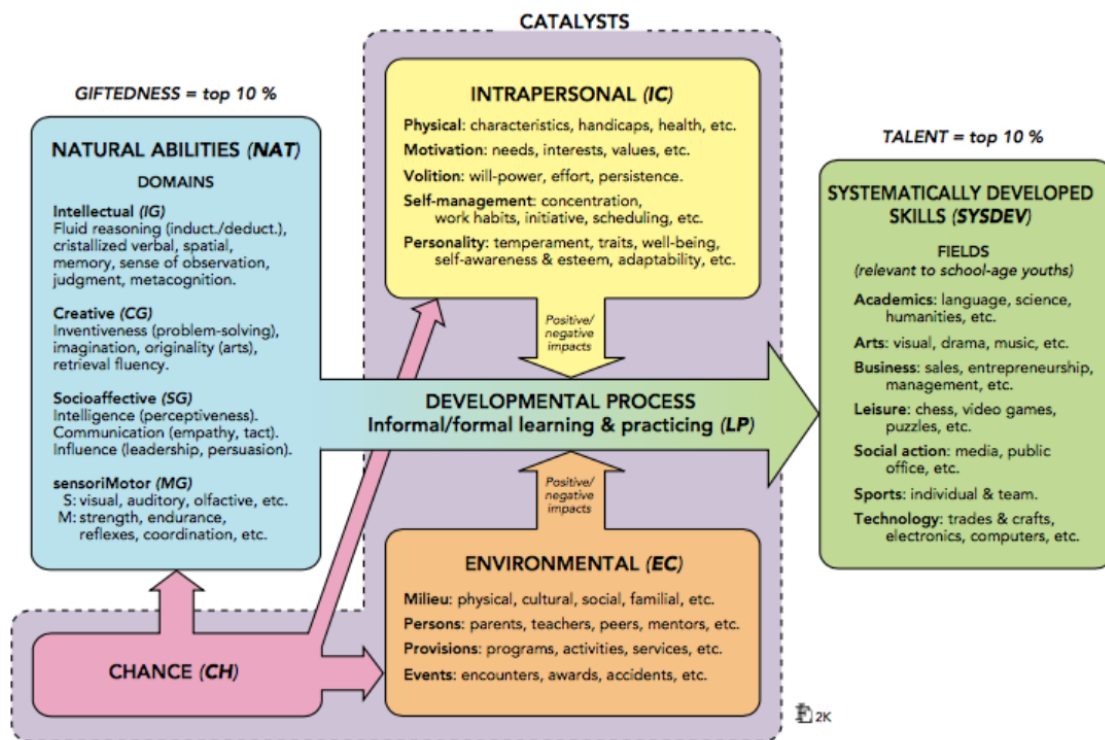 CATALYSTS
GIFTEDNESS = top 10 %
NATURAL ABILITIES (NAT)
DOMAINS
Intellectual (IG)
Fluid reasoning (induct./deduct.),
cristallized verbal, spatial,
memory, sense of observation,
judgment, metacognition.
Creative (CG)
Inventiveness (problem-solving),
imagination, originality (arts),
retrieval fluency.
Socioaffective (SG)
Intelligence (perceptiveness).
Communication (empathy, tact).
Influence (leadership, persuasion).
sensoriMotor (MG)
S: visual, auditory, olfactive, etc.
M: strength, endurance,
reflexes, coordination, etc.
INTRAPERSONAL (IC)
Physical: characteristics, handicaps, health, etc.
Motivation: needs, interests, values, etc.
Volition: will-power, effort, persistence.
Self-management: concentration,
work habits, initiative, scheduling, etc.
Personality: temperament, traits, well-being,
self-awareness & esteem, adaptability, etc.
Positive/
negative
impacts
DEVELOPMENTAL PROCESS
Informal/formal learning & practicing (LP)
Positive/
negative
impacts
ENVIRONMENTAL (EC)
Milieu: physical, cultural, social, familial, etc.
Persons: parents, teachers, peers, mentors, etc.
Provisions: programs, activities, services, etc.
Events: encounters, awards, accidents, etc.
CHANCE (CH)
TALENT = top 10 %
SYSTEMATICALLY DEVELOPED
SKILLS (SYSDEV)
FIELDS
(relevant to school-age youths)
Academics: language, science,
humanities, etc.
Arts: visual, drama, music, etc.
Business: sales, entrepreneurship,
management, etc.
Leisure: chess, video games,
puzzles, etc.
Social action: media, public
office, etc.
Sports: individual & team.
Technology: trades & crafts,
electronics, computers, etc.
2K